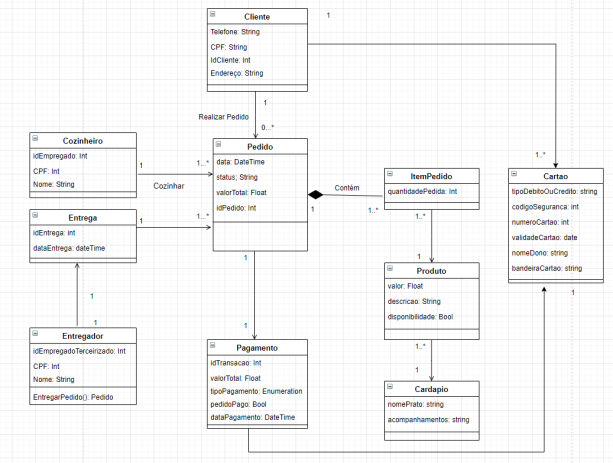 Cliente
1
Telefone: String
CPF: String
IdCliente: Int
Endereço: String
1
Realizar Pedido
0...*
1..*
Cozinheiro
idEmpregado: Int
CPF: Int
Nome: String
1
Cozinhar
1..*
Pedido
data: DateTime
status; String
valorTotal: Float
idPedido: Int
Contém
1
1..*
ItemPedido
quantidadePedida: Int
Cartao
tipoDebitoOuCredito: string
codigoSeguranca: int
numeroCartao: int
validadeCartao: date
nomeDono: string
bandeiraCartao: string
1
Entrega
idEntrega: int
dataEntrega: dateTime
1
1..*
1..*
1
Produto
valor: Float
descricao: String
disponibilidade: Bool
1
1
1
1
Entregador
idEmpregadoTerceirizado: Int
CPF: Int
Nome: String
EntregarPedido(): Pedido
Pagamento
idTransacao: Int
valorTotal: Float
tipoPagamento: Enumeration
pedidoPago: Bool
dataPagamento: DateTime
1..*
1
Cardapio
nomePrato: string
acompanhamentos: string